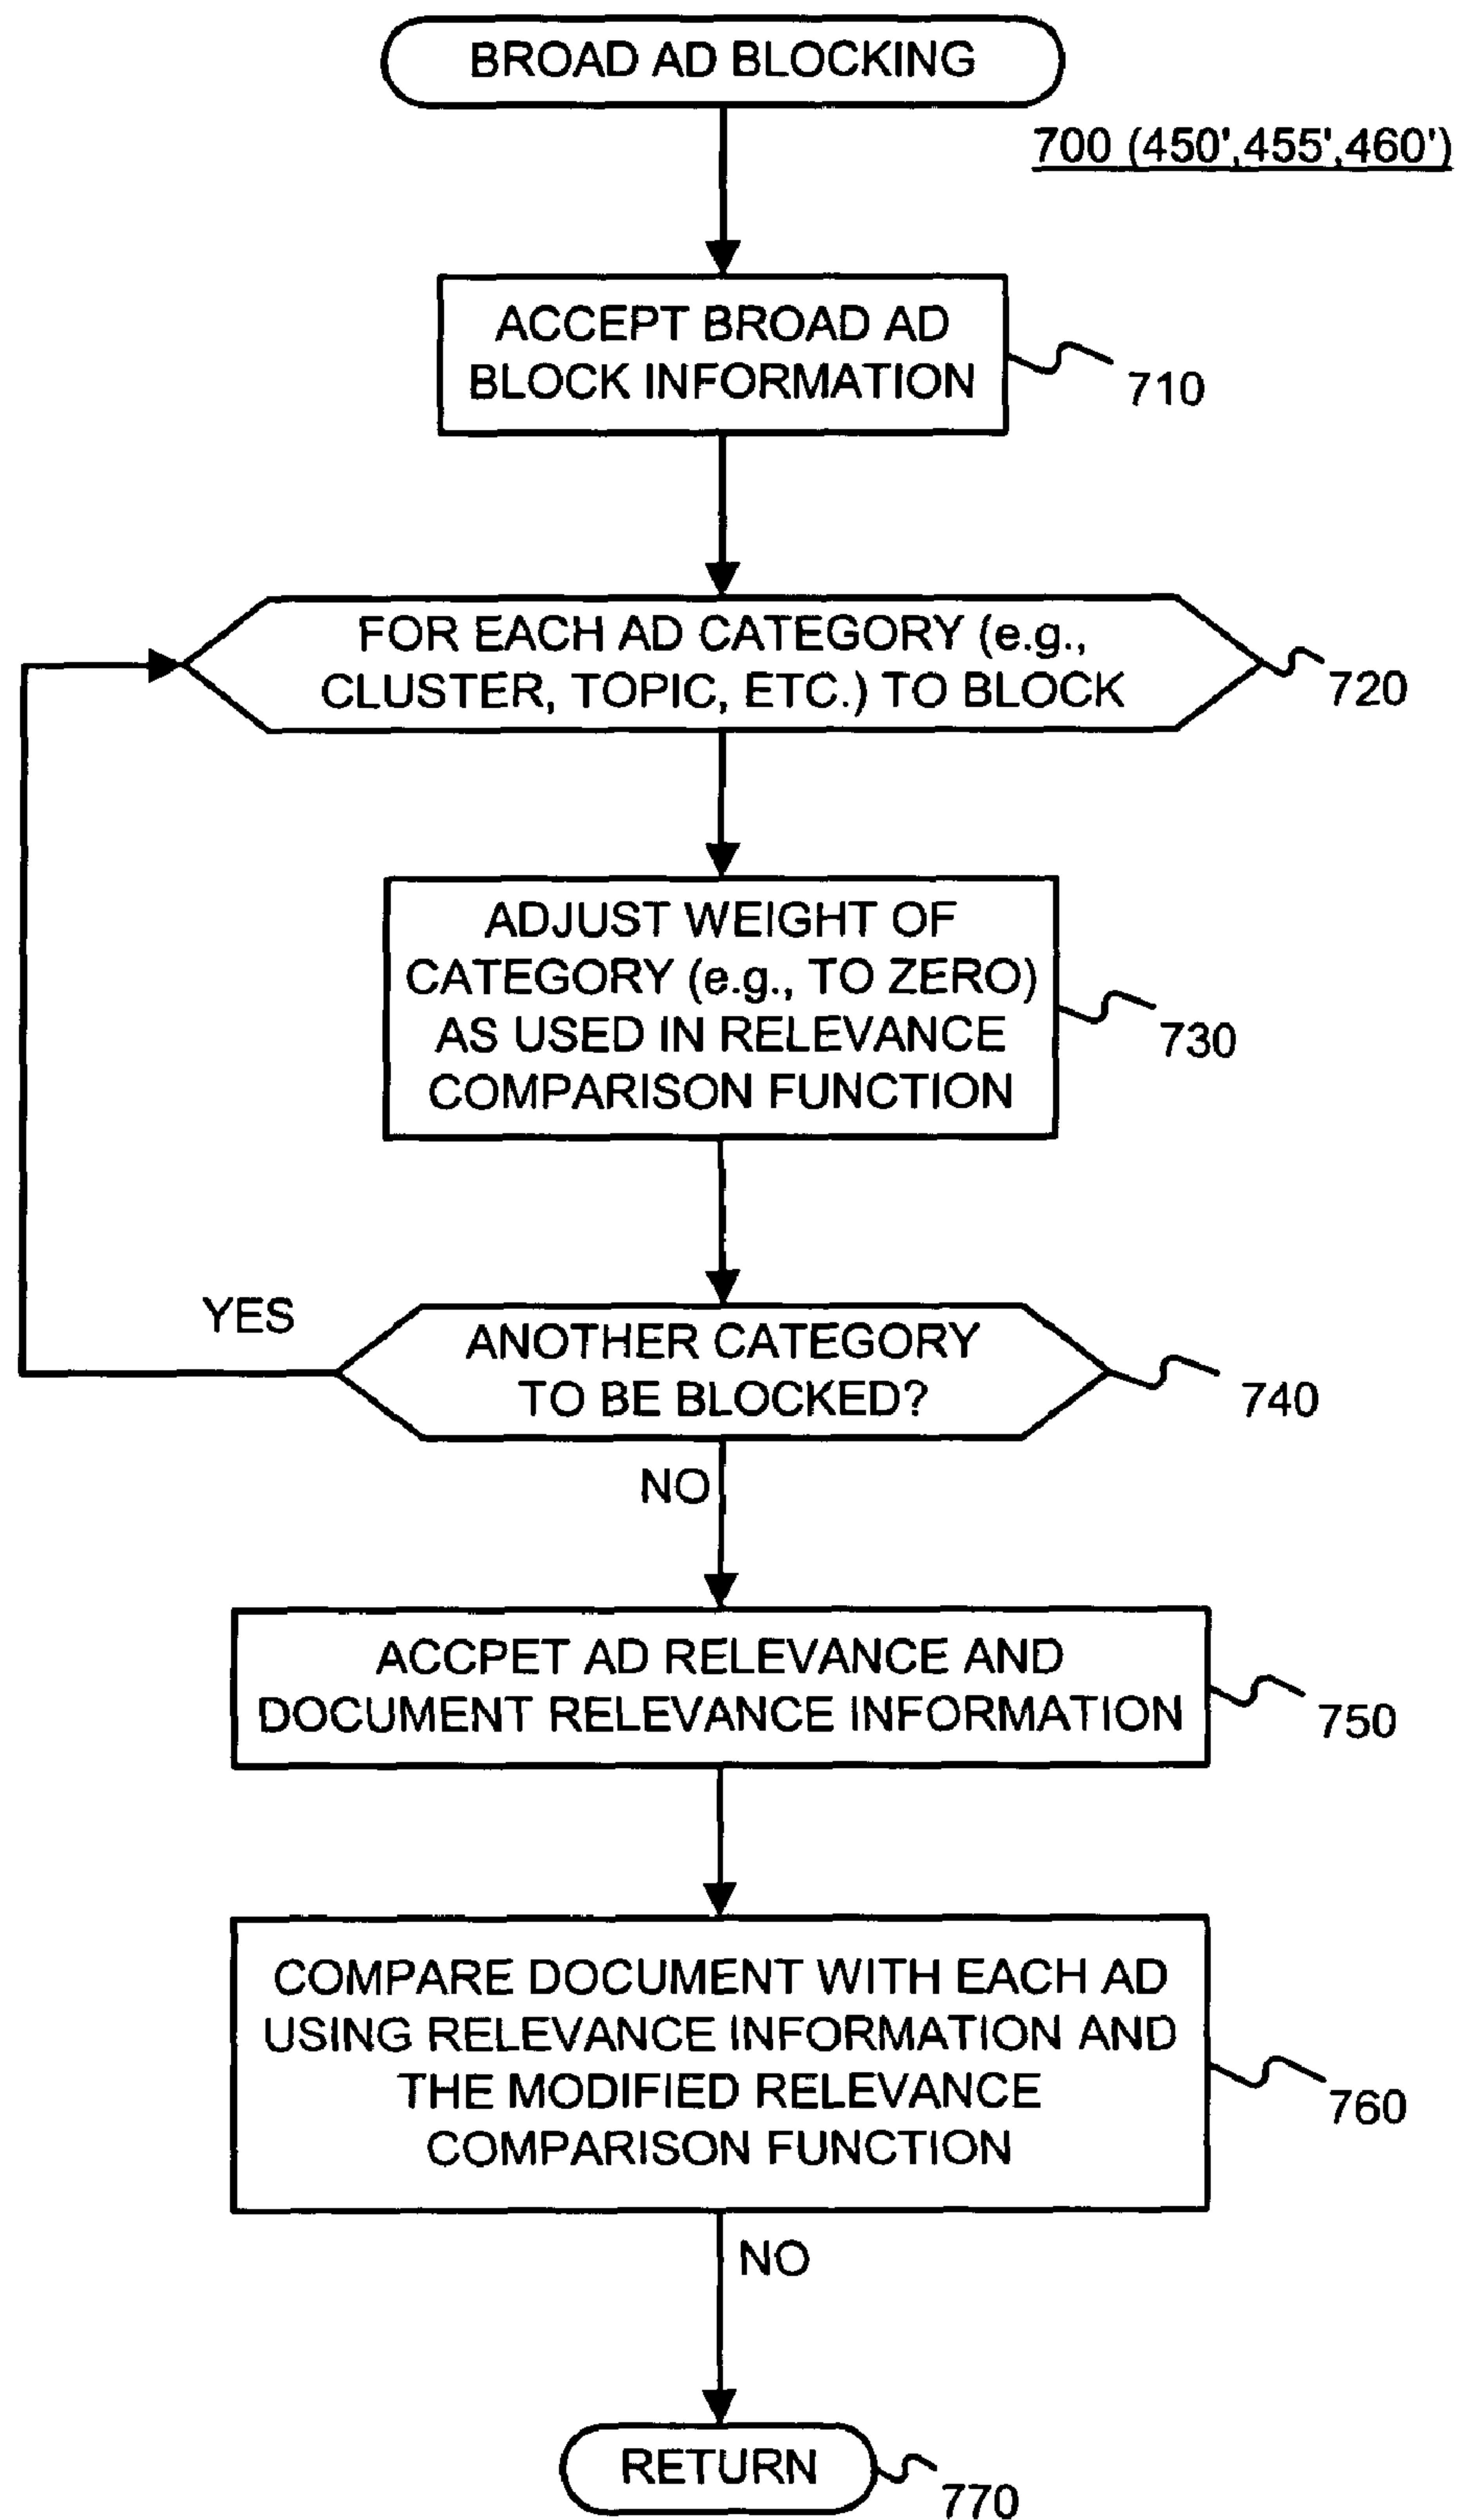 BROAD AD BLOCKING
700 (450',455',460')
ACCEPT BROAD AD
BLOCK INFORMATION
710
FOR EACH AD CATEGORY (e.g.,
CLUSTER, TOPIC, ETC.) TO BLOCK
720
ADJUST WEIGHT OF
CATEGORY (e.g., TO ZERO)
AS USED IN RELEVANCE
COMPARISON FUNCTION
730
YES
ANOTHER CATEGORY
TO BE BLOCKED?
740
NO
ACCPET AD RELEVANCE AND
DOCUMENT RELEVANCE INFORMATION
750
COMPARE DOCUMENT WITH EACH AD
USING RELEVANCE INFORMATION AND
THE MODIFIED RELEVANCE
COMPARISON FUNCTION
760
NO
RETURN
770